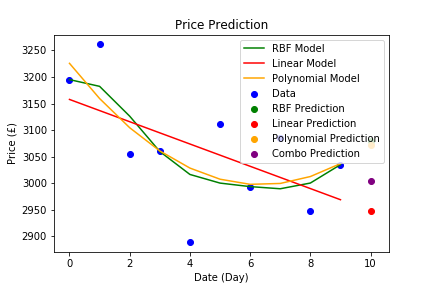 Price Prediction
3250
3200
3150
3100
3050
3000
2950
2900
Price (£)
RBF Model
Linear Model
Polynomial Model
Data
RBF Prediction
Linear Prediction
Polynomial Prediction
Combo Prediction
0 2 4 6 8 10
Date (Day)